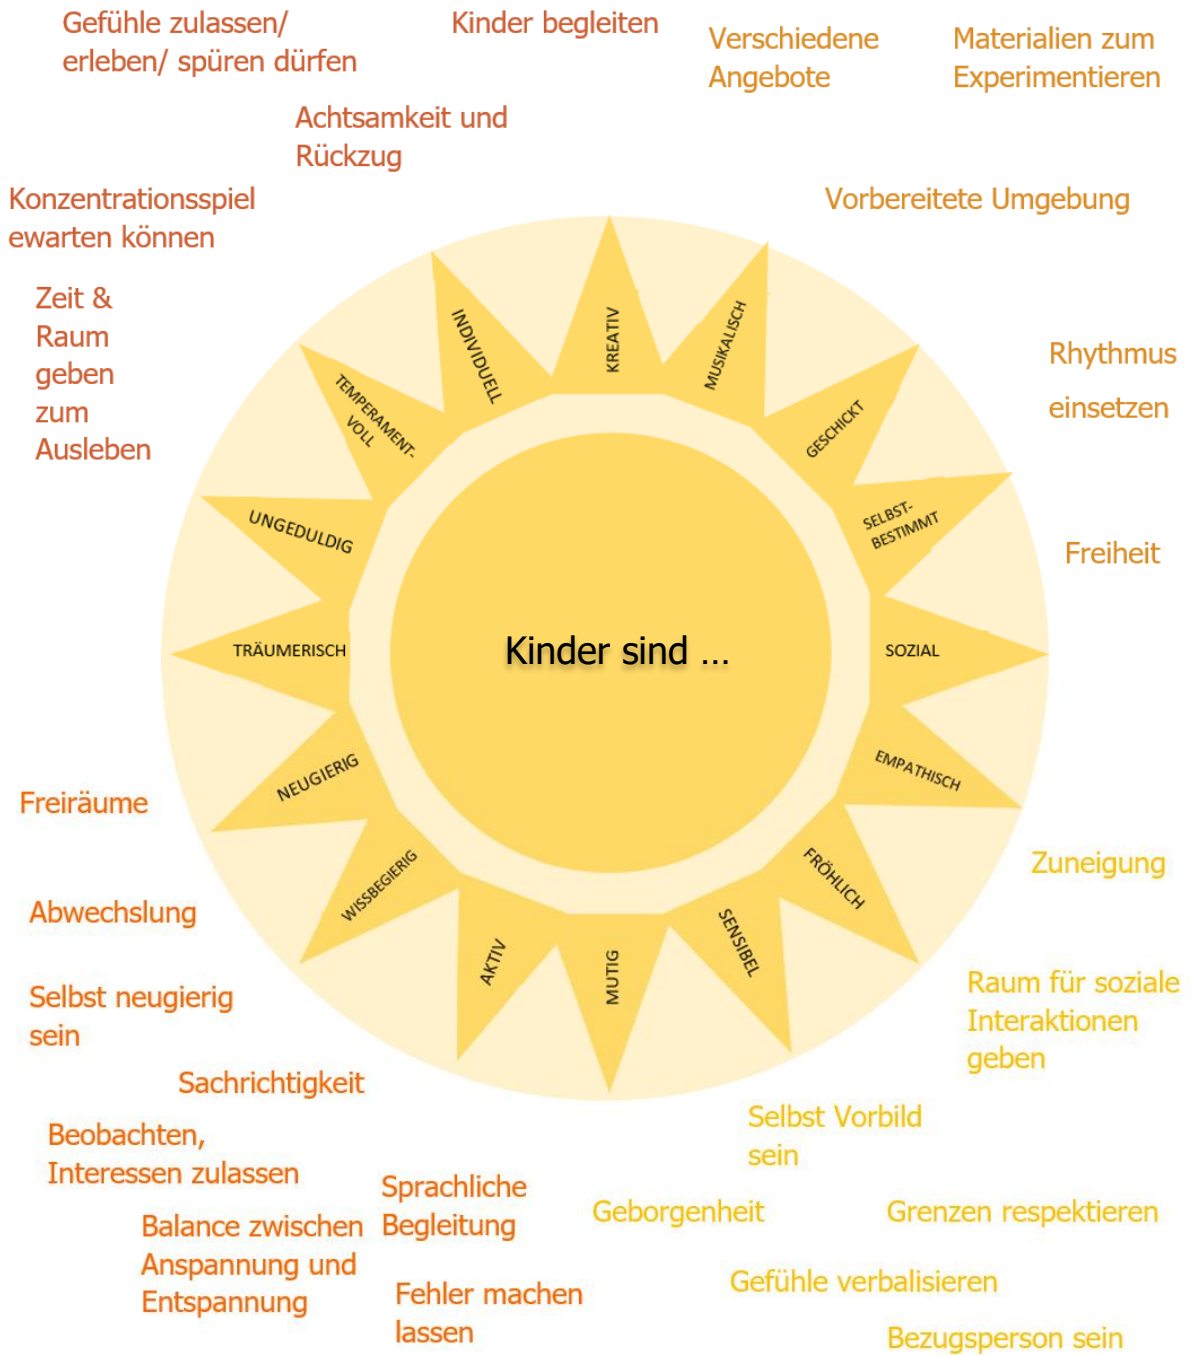 Gefühle zulassen/
erleben/ spüren dürfen
Kinder begleiten
Verschiedene
Angebote
Materialien zum
Experimentieren
Achtsamkeit und
Rückzug
Konzentrationsspiel
ewarten können
Vorbereitete Umgebung
Zeit &
Raum
geben
zum
Ausleben
Rhythmus
einsetzen
Freiheit
KREATIV
MUSIKALISCH
GESCHICKT
SELBST-
BESTIMMT
SOZIAL
EMPATHISCH
FRÖHLICH
SENSIBEL
MUTIG
AKTIV
WISSBEGIERIG
NEUGIERIG
TRÄUMERISCH
UNGEDULDIG
TEMPERAMENT-
VOLL
INDIVIDUELL
Kinder sind ...
Freiräume
Abwechslung
Selbst neugierig
sein
Sachrichtigkeit
Beobachten,
Interessen zulassen
Balance zwischen
Anspannung und
Entspannung
Sprachliche
Begleitung
Fehler machen
lassen
Zuneigung
Raum für soziale
Interaktionen
geben
Selbst Vorbild
sein
Geborgenheit
Grenzen respektieren
Gefühle verbalisieren
Bezugsperson sein